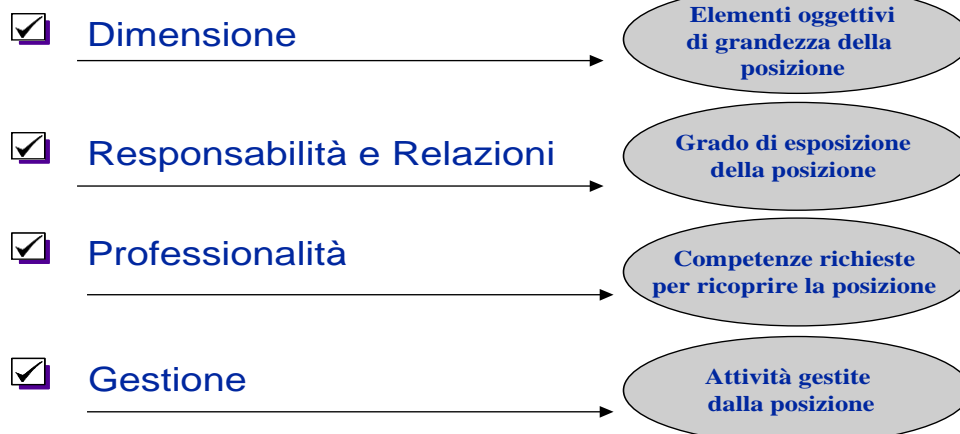 Dimensione
Elementi oggettivi
di grandezza della
posizione
Responsabilità e Relazioni
Grado di esposizione
della posizione
Professionalità
Competenze richieste
per ricoprire la posizione
Gestione
Attività gestite
dalla posizione